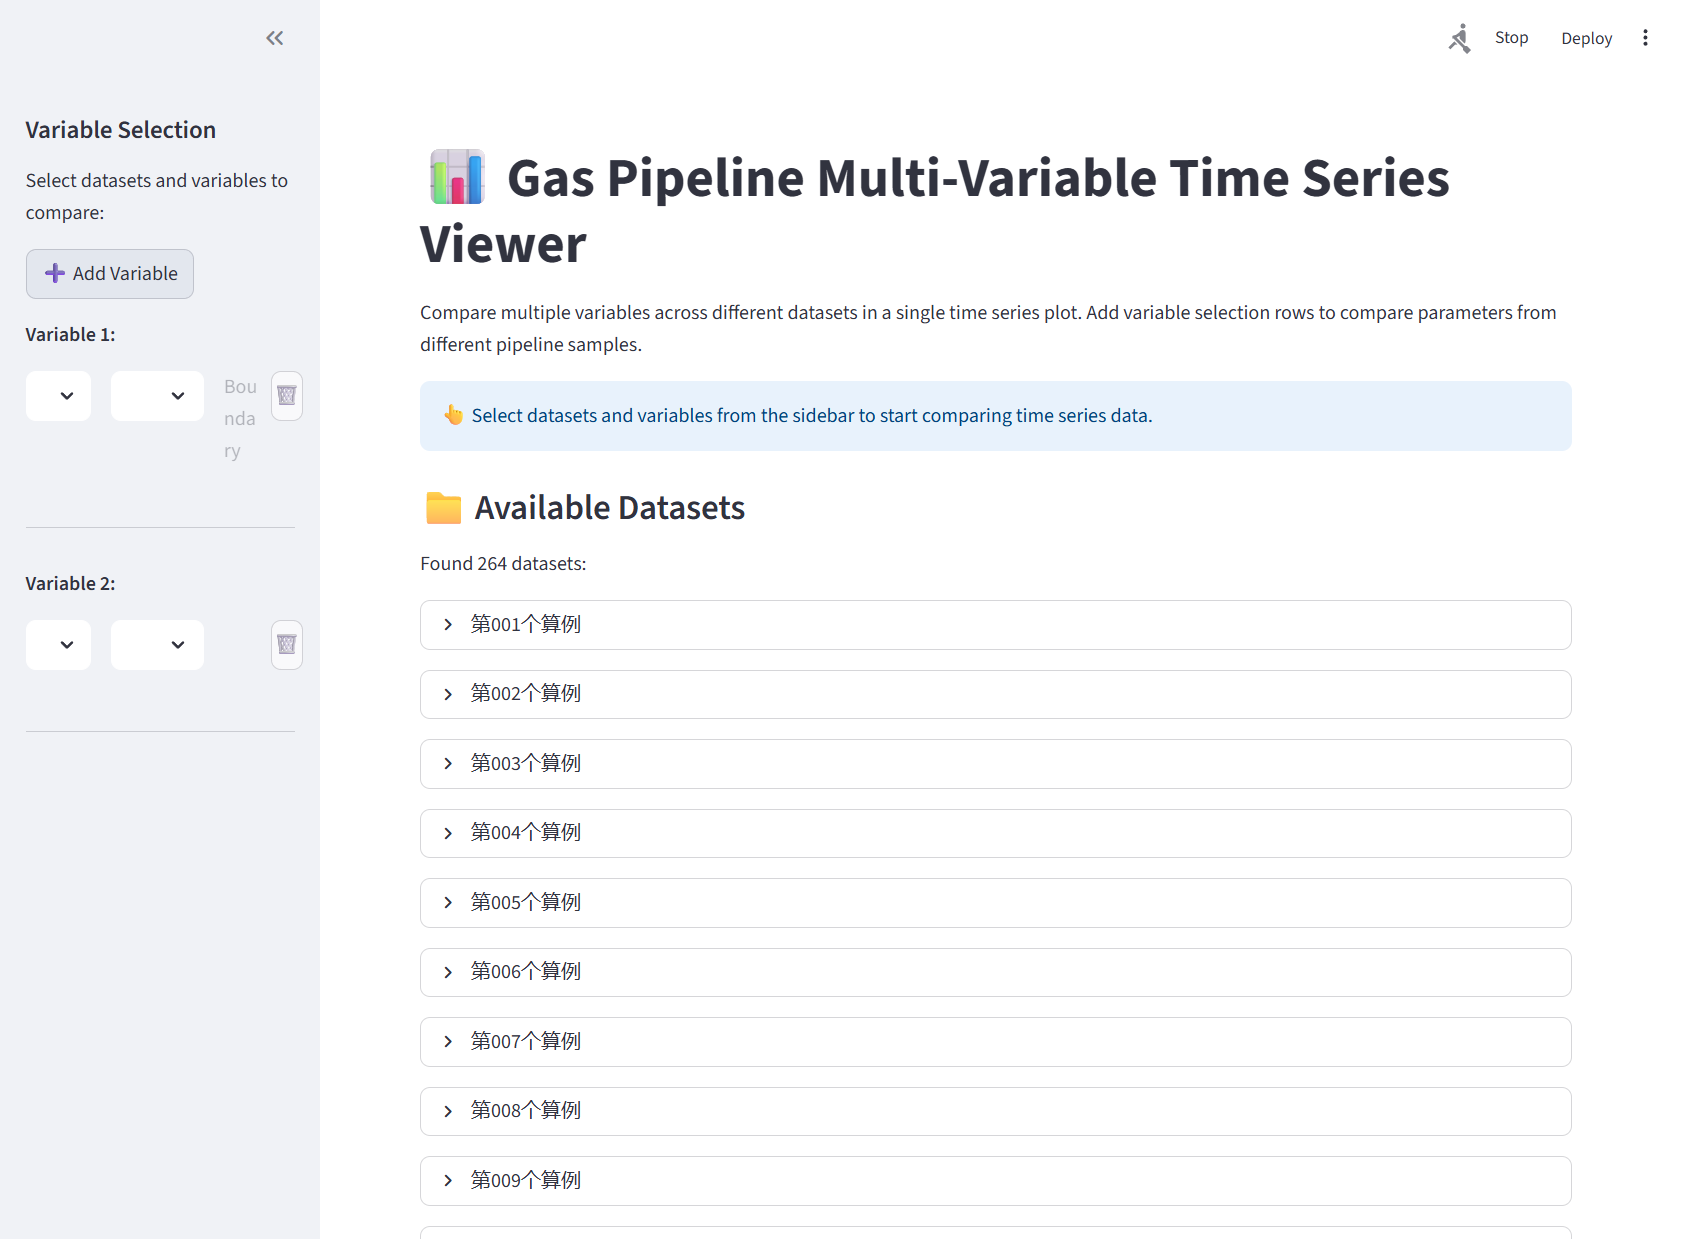 Stop
Deploy
Variable Selection
Select datasets and variables to
compare:
Add Variable
Variable 1:
Bou
nda
ry
Variable 2:
Gas Pipeline Multi-Variable Time Series
Viewer
Compare multiple variables across different datasets in a single time series plot. Add variable selection rows to compare parameters from
different pipeline samples.
Select datasets and variables from the sidebar to start comparing time series data.
Available Datasets
Found 264 datasets:
第001个算例
第002个算例
第003个算例
第004个算例
第005个算例
第006个算例
第007个算例
第008个算例
第009个算例